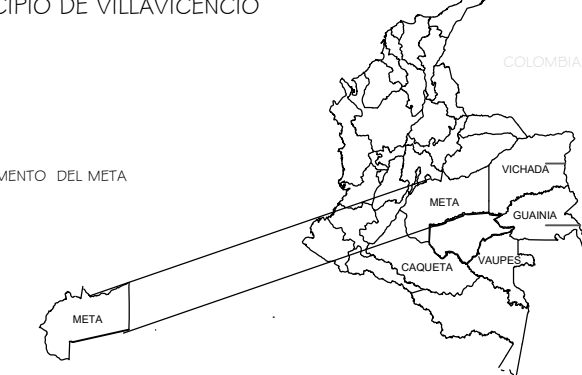 CIPIO DE VILLAVICENCIO
COLOMBIA
MENTO DEL META
VICHADA
META
GUAINIA
CAQUETA
VAUPES
META